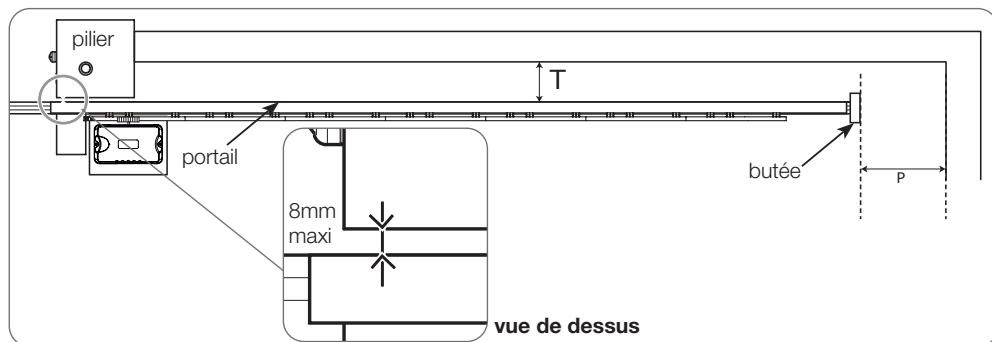 pilier
T
portail
butée
P
8mm
maxi
vue de dessus